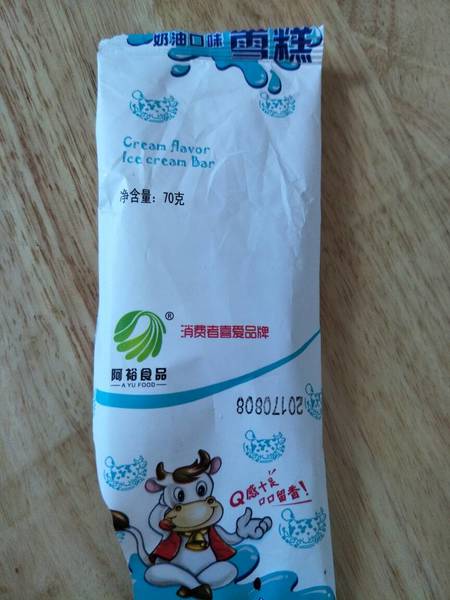 奶油口味雪糕
Cream flavor
Ice cream Bar
净含量：70克
®
消费者喜爱品牌
阿裕食品
A YU FOOD
20170808
Q感十足
口口留香！